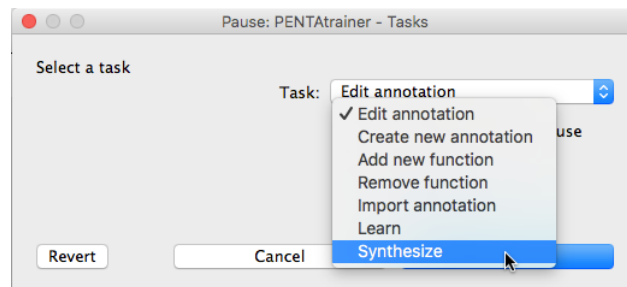 Pause: PENTAtrainer - Tasks
Select a task
Task: Edit annotation
✓ Edit annotation
Create new annotation
use
Add new function
Remove function
Import annotation
Learn
Synthesize
Revert
Cancel